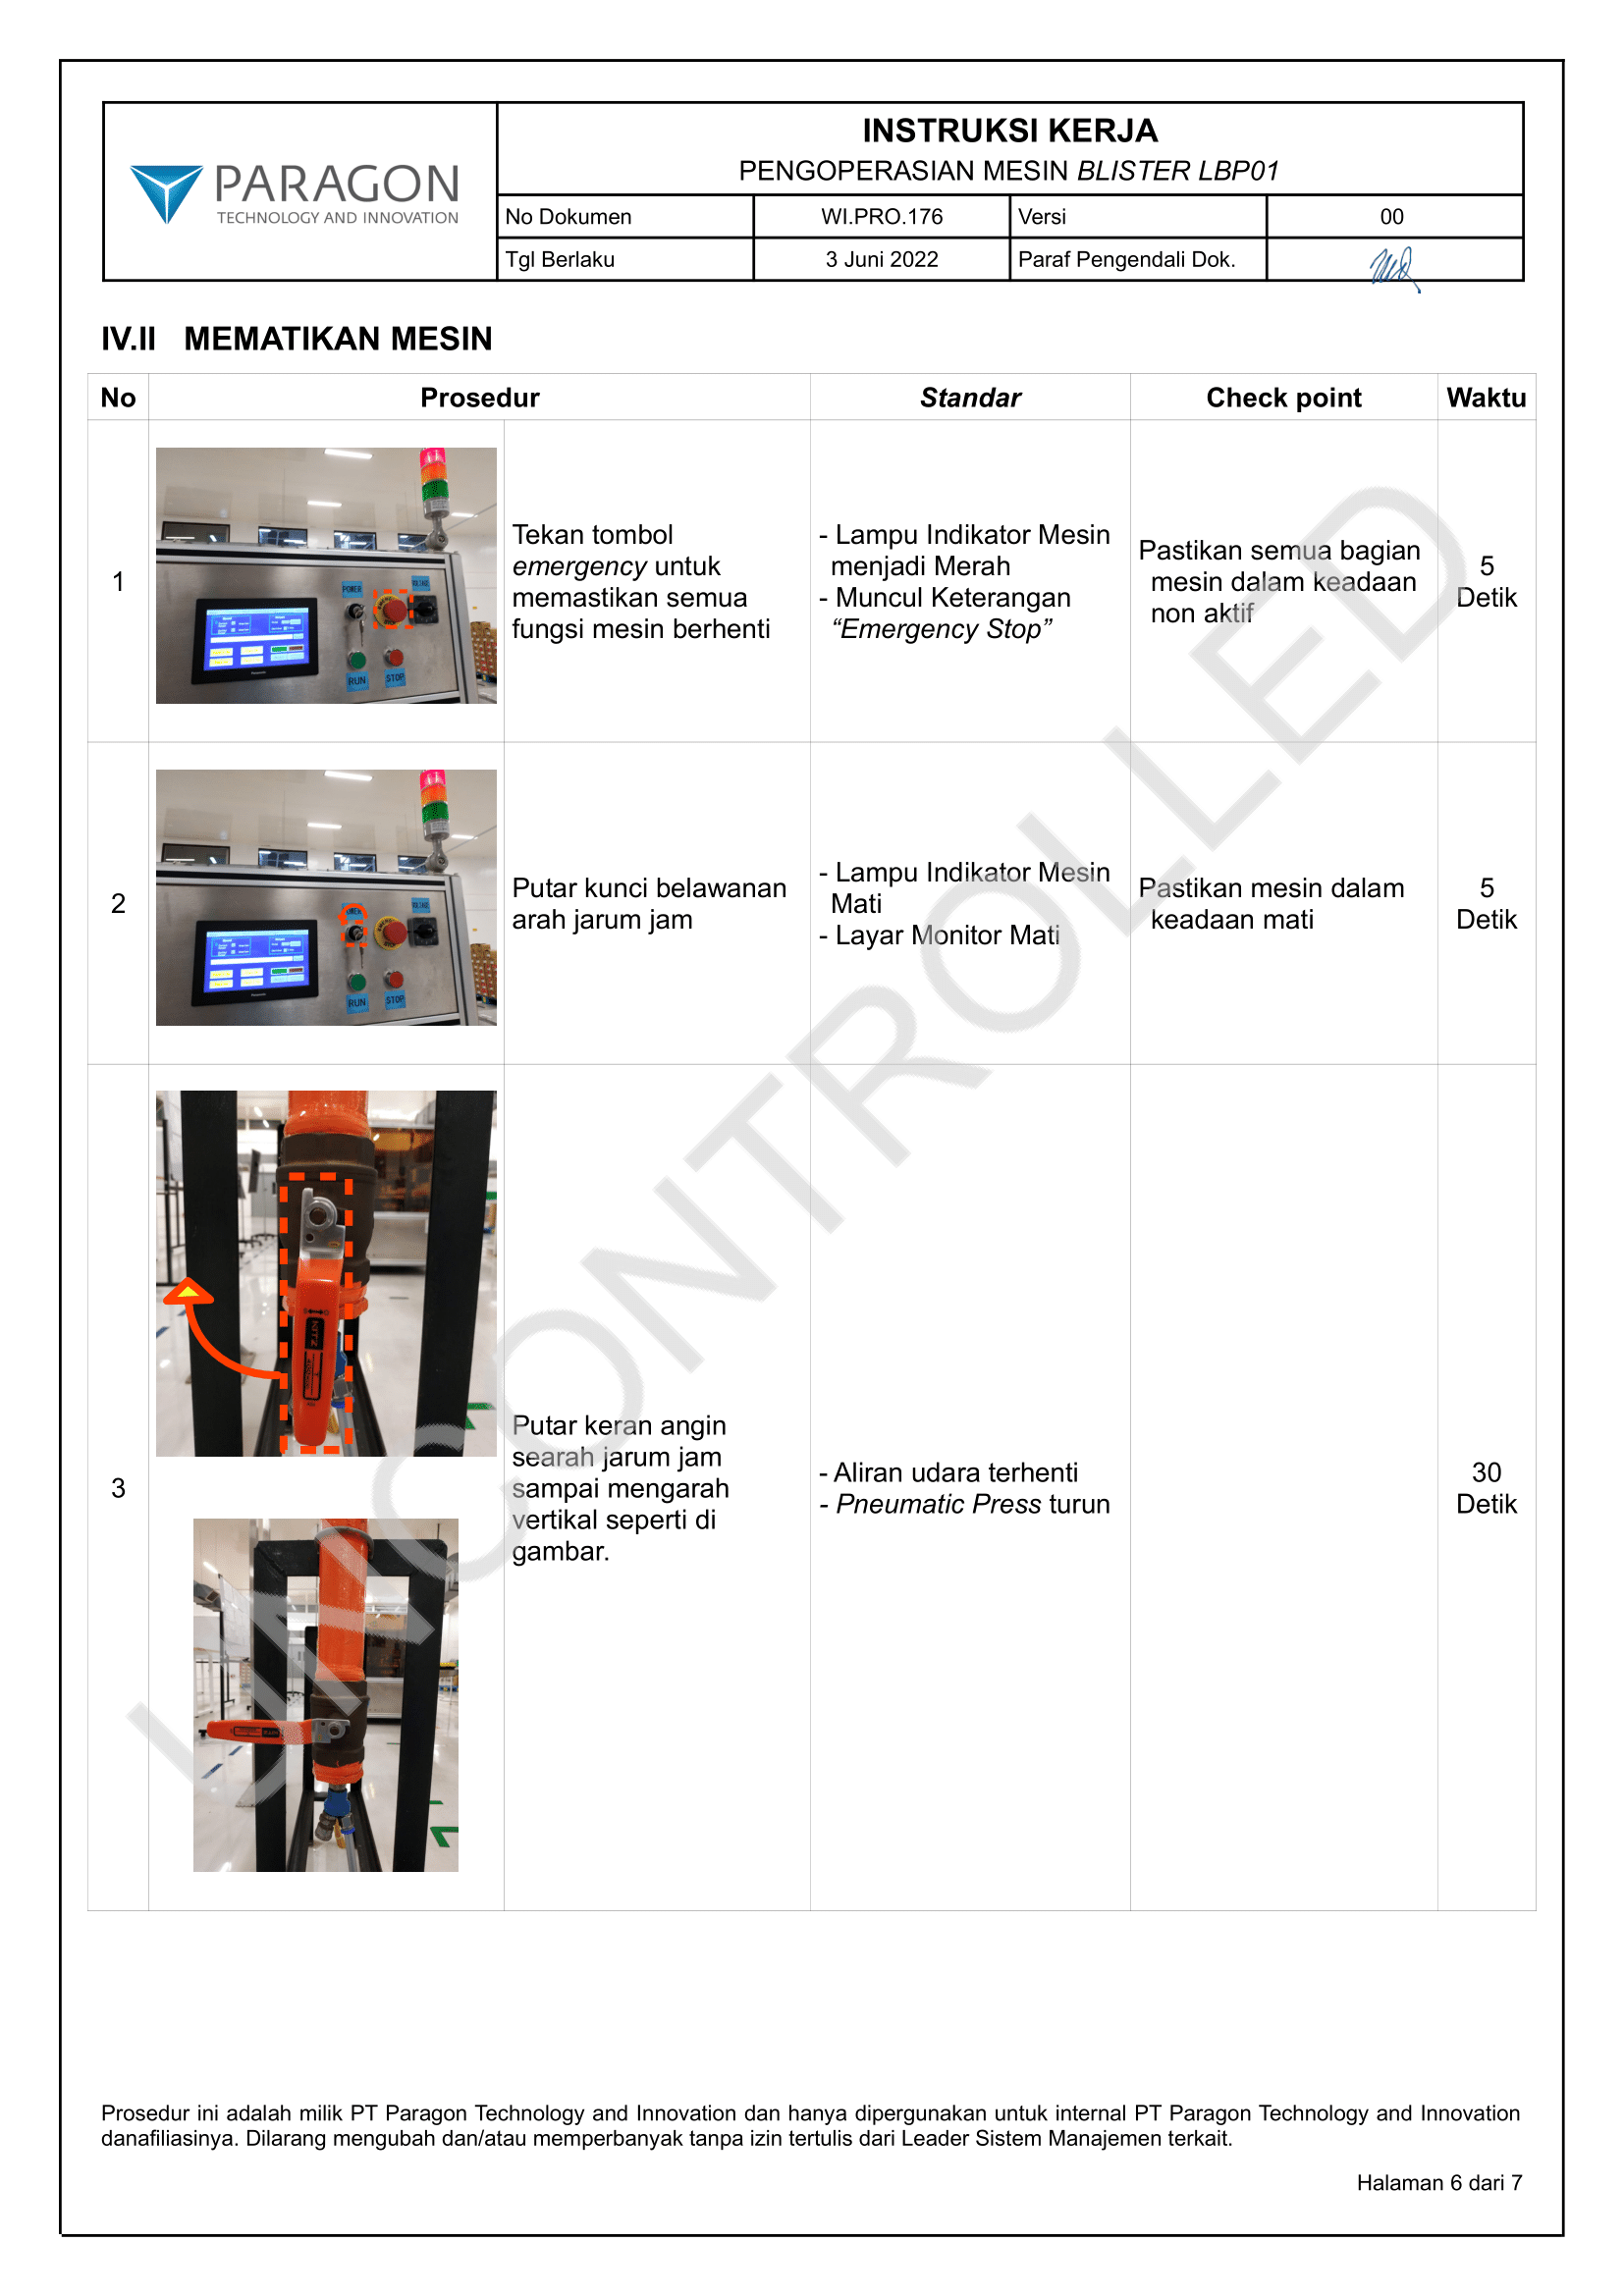 PARAGON
TECHNOLOGY AND INNOVATION
INSTRUKSI KERJA
PENGOPERASIAN MESIN BLISTER LBP01
No Dokumen WI.PRO.176 Versi 00
Tgl Berlaku 3 Juni 2022 Paraf Pengendali Dok.
IV.II MEMATIKAN MESIN
No Prosedur Standar Check point Waktu
1
POWER
RUN
STOP
Tekan tombol
emergency untuk
memastikan semua
fungsi mesin berhenti
- Lampu Indikator Mesin
menjadi Merah
- Muncul Keterangan
“Emergency Stop”
Pastikan semua bagian
mesin dalam keadaan
non aktif
5
Detik
2
RUN
STOP
Putar kunci belawanan
arah jarum jam
- Lampu Indikator Mesin
Mati
- Layar Monitor Mati
Pastikan mesin dalam
keadaan mati
5
Detik
3
KITZ
Putar keran angin
searah jarum jam
sampai mengarah
vertikal seperti di
gambar.
- Aliran udara terhenti
- Pneumatic Press turun
30
Detik
UNCONTROLLED
Prosedur ini adalah milik PT Paragon Technology and Innovation dan hanya dipergunakan untuk internal PT Paragon Technology and Innovation
danafiliasinya. Dilarang mengubah dan/atau memperbanyak tanpa izin tertulis dari Leader Sistem Manajemen terkait.
Halaman 6 dari 7